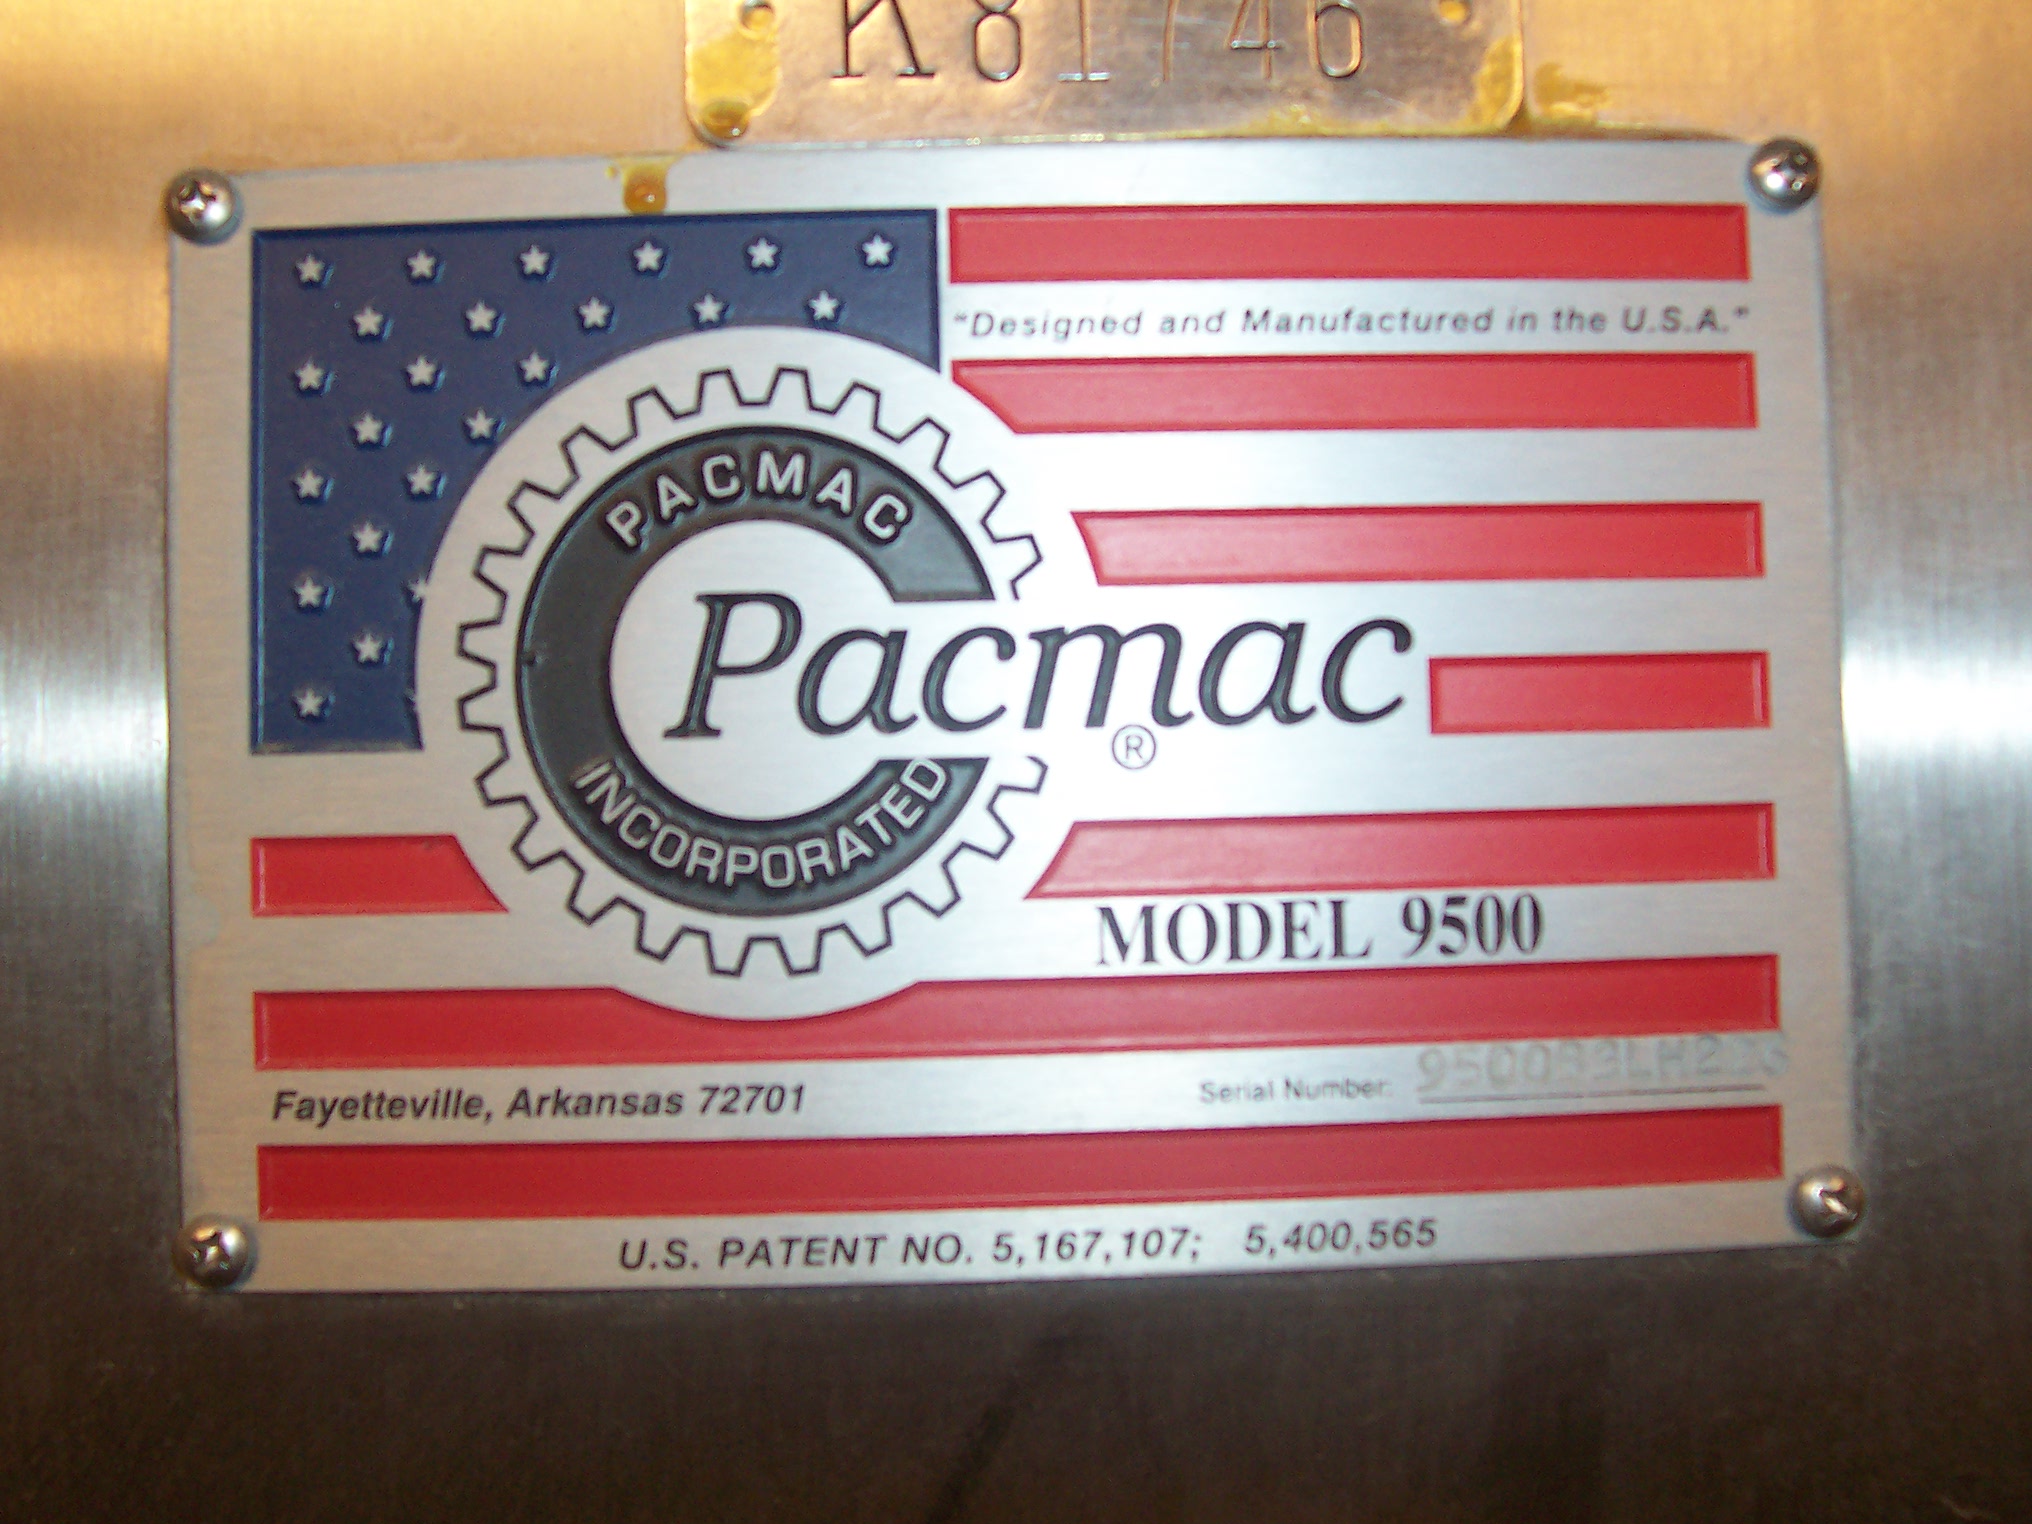 K81746
"Designed and Manufactured in the U.S.A."
PACMAC
Pacmac
®
INCORPORATED
MODEL 9500
Fayetteville, Arkansas 72701
Serial Number:
U.S. PATENT NO. 5,167,107; 5,400,565